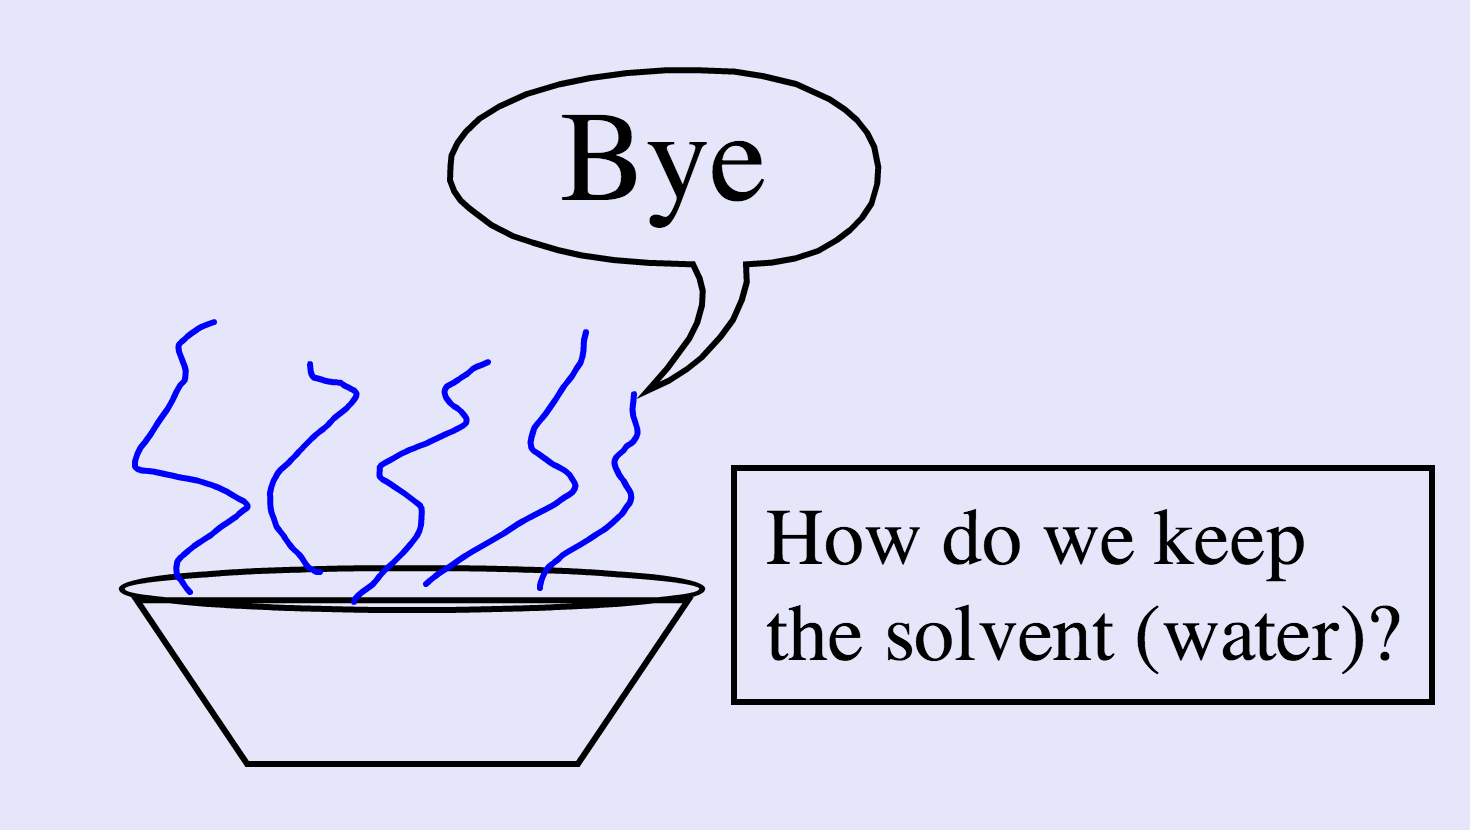 Bye
How do we keep
the solvent (water)?